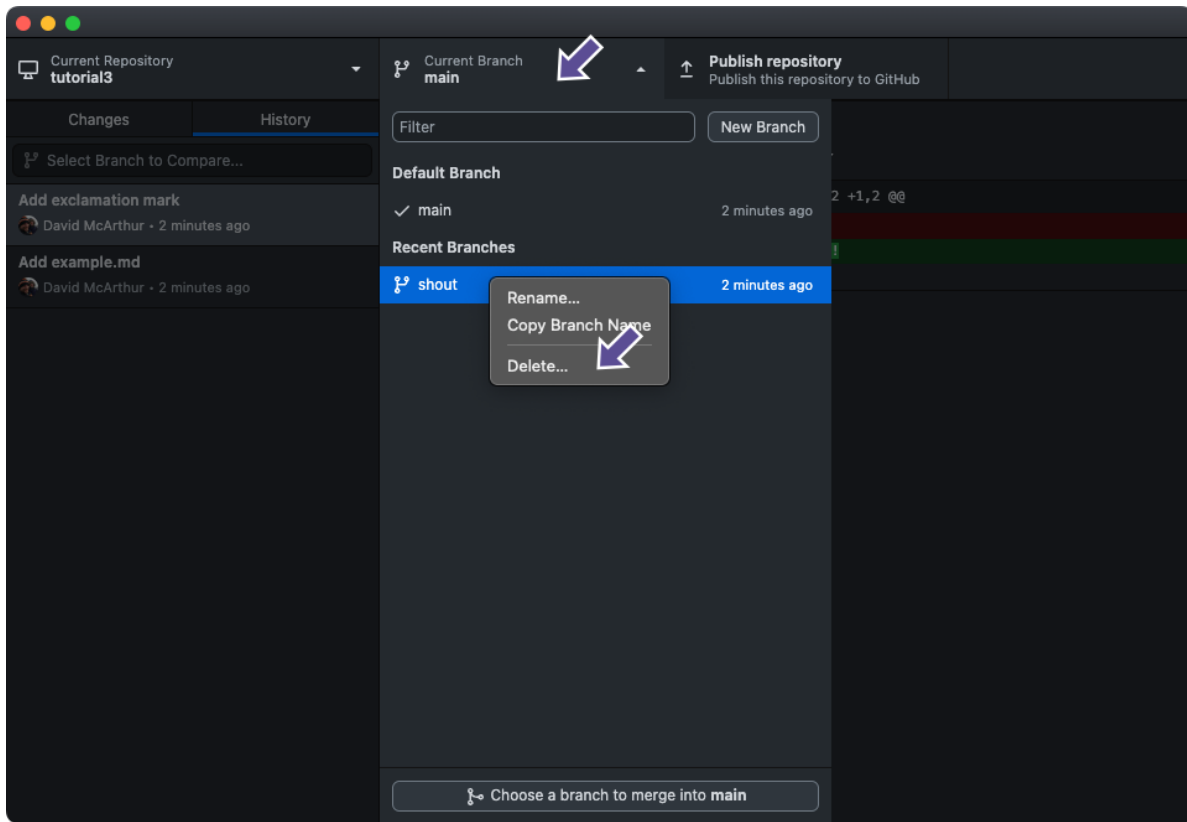 Current Repository
tutorial3
Current Branch
main
Publish repository
Publish this repository to GitHub
Changes
History
Select Branch to Compare...
Add exclamation mark
David McArthur • 2 minutes ago
Add example.md
David McArthur • 2 minutes ago
Filter
New Branch
Default Branch
main
2 minutes ago
Recent Branches
shout
2 minutes ago
Rename...
Copy Branch Name
Delete...
2 +1,2 @@
!
Choose a branch to merge into main